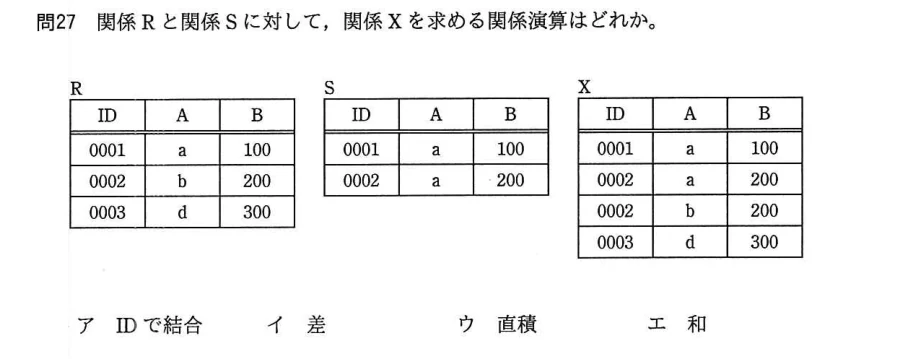 問27 関係Rと関係Sに対して，関係Xを求める関係演算はどれか。
R
ID A B
0001 a 100
0002 b 200
0003 d 300
S
ID A B
0001 a 100
0002 a 200
X
ID A B
0001 a 100
0002 a 200
0002 b 200
0003 d 300
ア IDで結合 イ 差 ウ 直積 エ 和